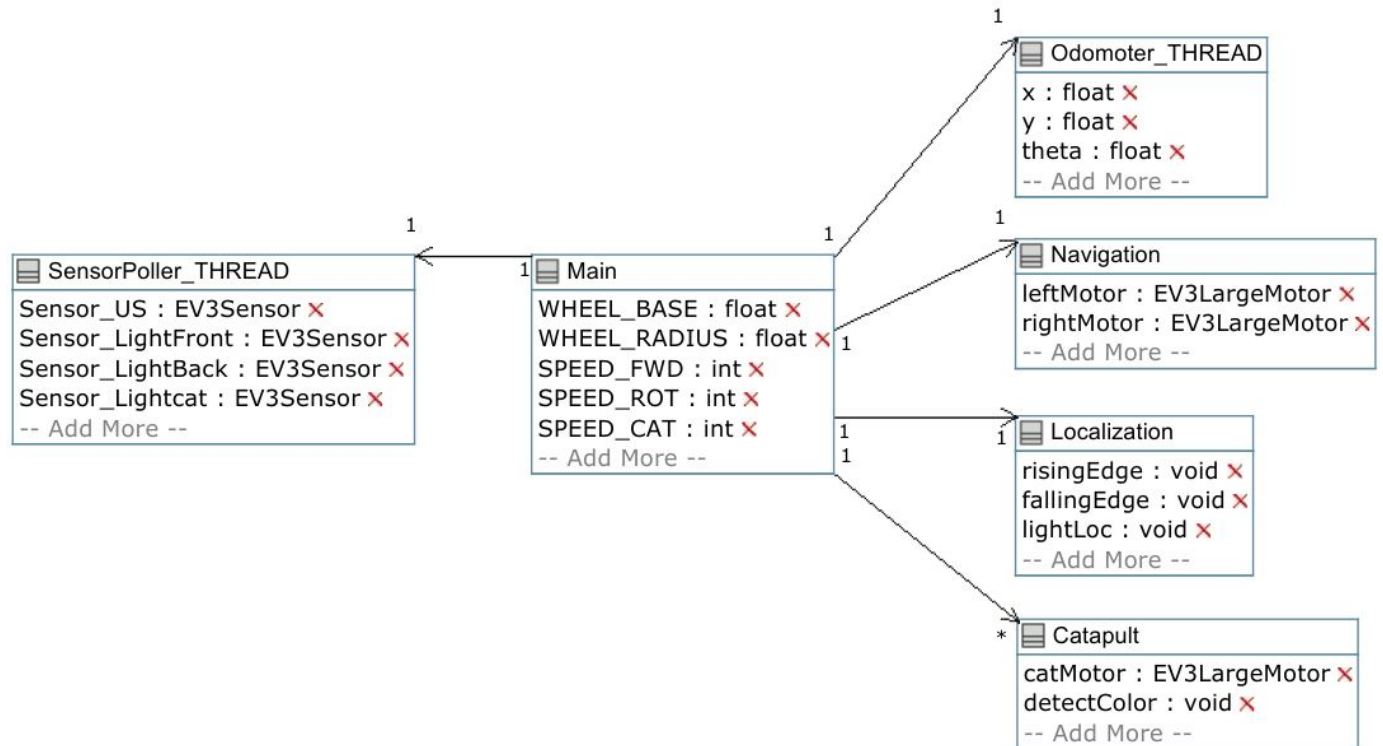 1
Odomoter_THREAD
x : float
y : float
theta : float
-- Add More --
1
SensorPoller_THREAD
Sensor_US : EV3Sensor
Sensor_LightFront : EV3Sensor
Sensor_LightBack : EV3Sensor
Sensor_Lightcat : EV3Sensor
-- Add More --
1
1
Main
WHEEL_BASE : float
WHEEL_RADIUS : float
SPEED_FWD : int
SPEED_ROT : int
SPEED_CAT : int
-- Add More --
1
1
Navigation
leftMotor : EV3LargeMotor
rightMotor : EV3LargeMotor
-- Add More --
1
1
1
Localization
risingEdge : void
fallingEdge : void
lightLoc : void
-- Add More --
1
*
Catapult
catMotor : EV3LargeMotor
detectColor : void
-- Add More --